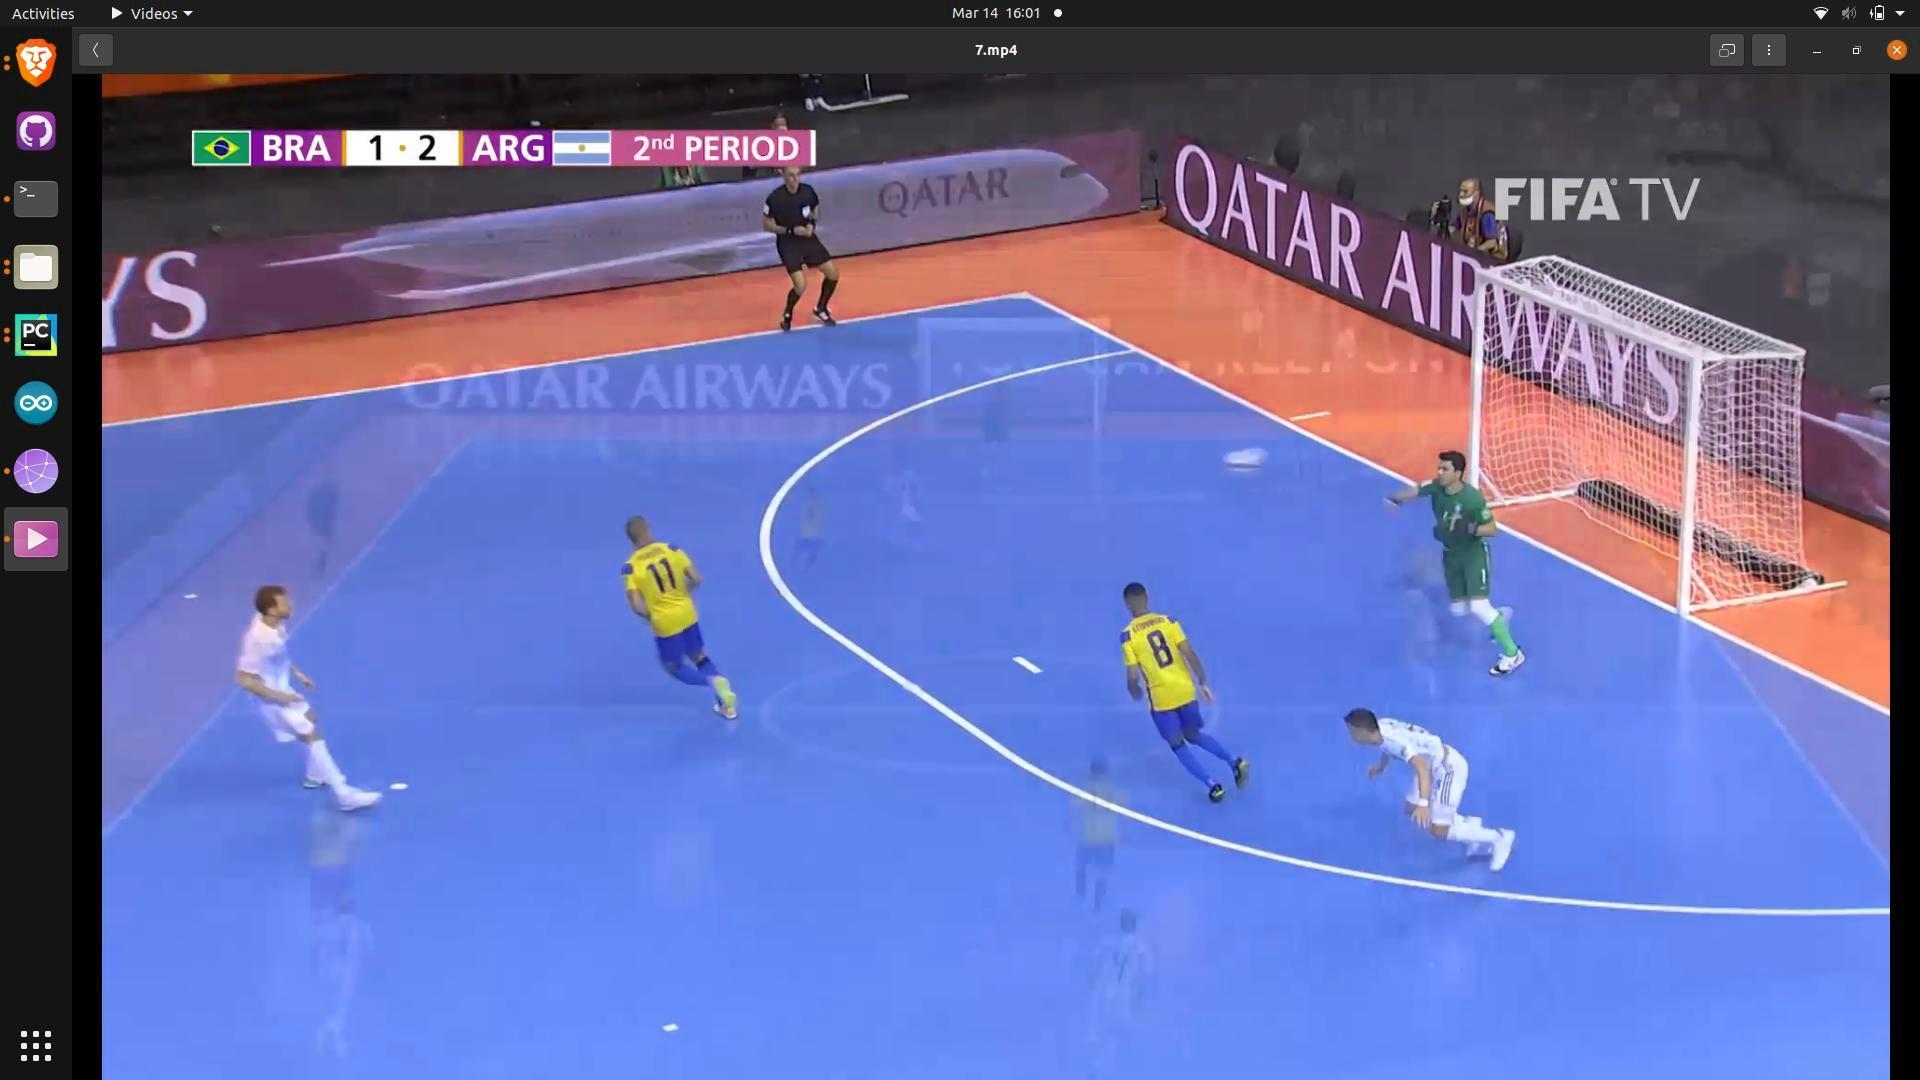 Activities
Videos
Mar 14 16:01
7.mp4
BRA 1 · 2 ARG 2nd PERIOD
FIFA TV
QATAR
QATAR AIRWAYS
YS
QATAR AIRWAYS
11
8
1
PC